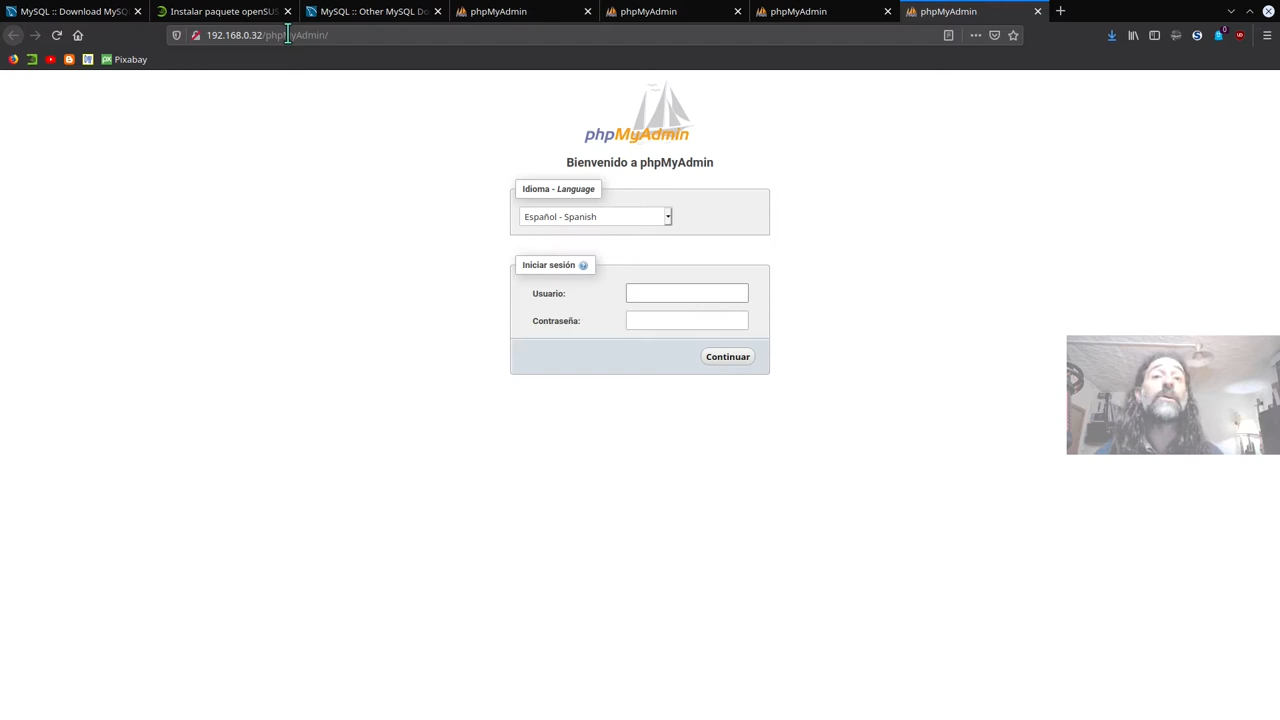 MySQL :: Download MySQ
Instalar paquete openSUS
MySQL :: Other MySQL Do
phpMyAdmin
phpMyAdmin
phpMyAdmin
phpMyAdmin
192.168.0.32/phpMyAdmin/
0
Pixabay
phpMyAdmin
Bienvenido a phpMyAdmin
Idioma - Language
Español - Spanish
Iniciar sesión
Usuario:
Contraseña:
Continuar